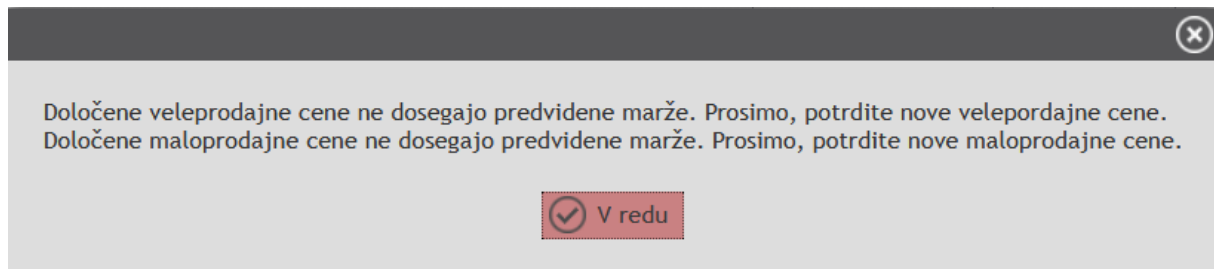 Določene veleprodajne cene ne dosegajo predvidene marže. Prosimo, potrdite nove velepordajne cene.
Določene maloprodajne cene ne dosegajo predvidene marže. Prosimo, potrdite nove maloprodajne cene.
V redu